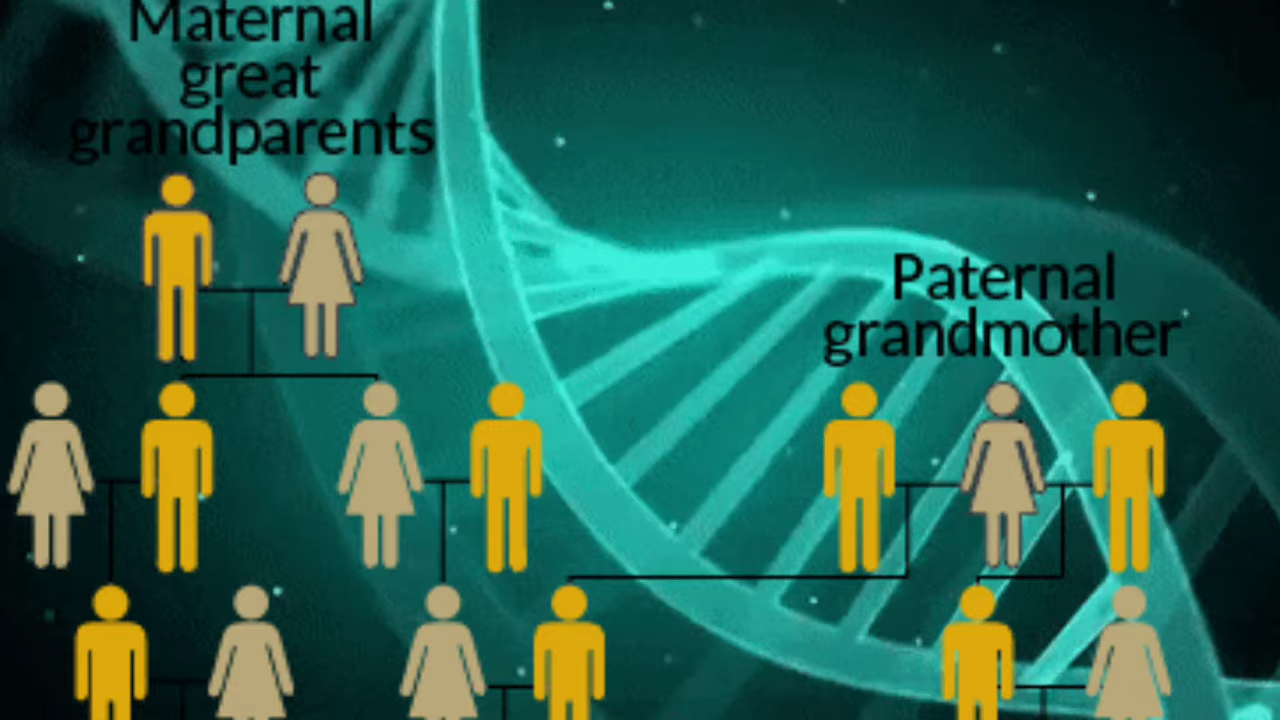 Maternal
great
grandparents
Paternal
grandmother